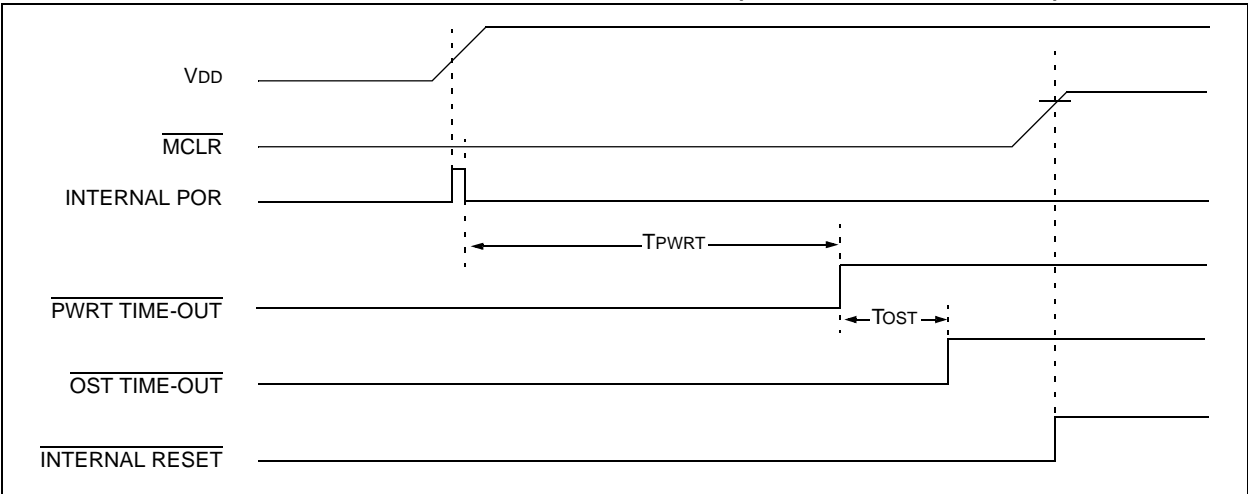 VDD
MCLR
INTERNAL POR
TPWRT
PWRT TIME-OUT
TOST
OST TIME-OUT
INTERNAL RESET